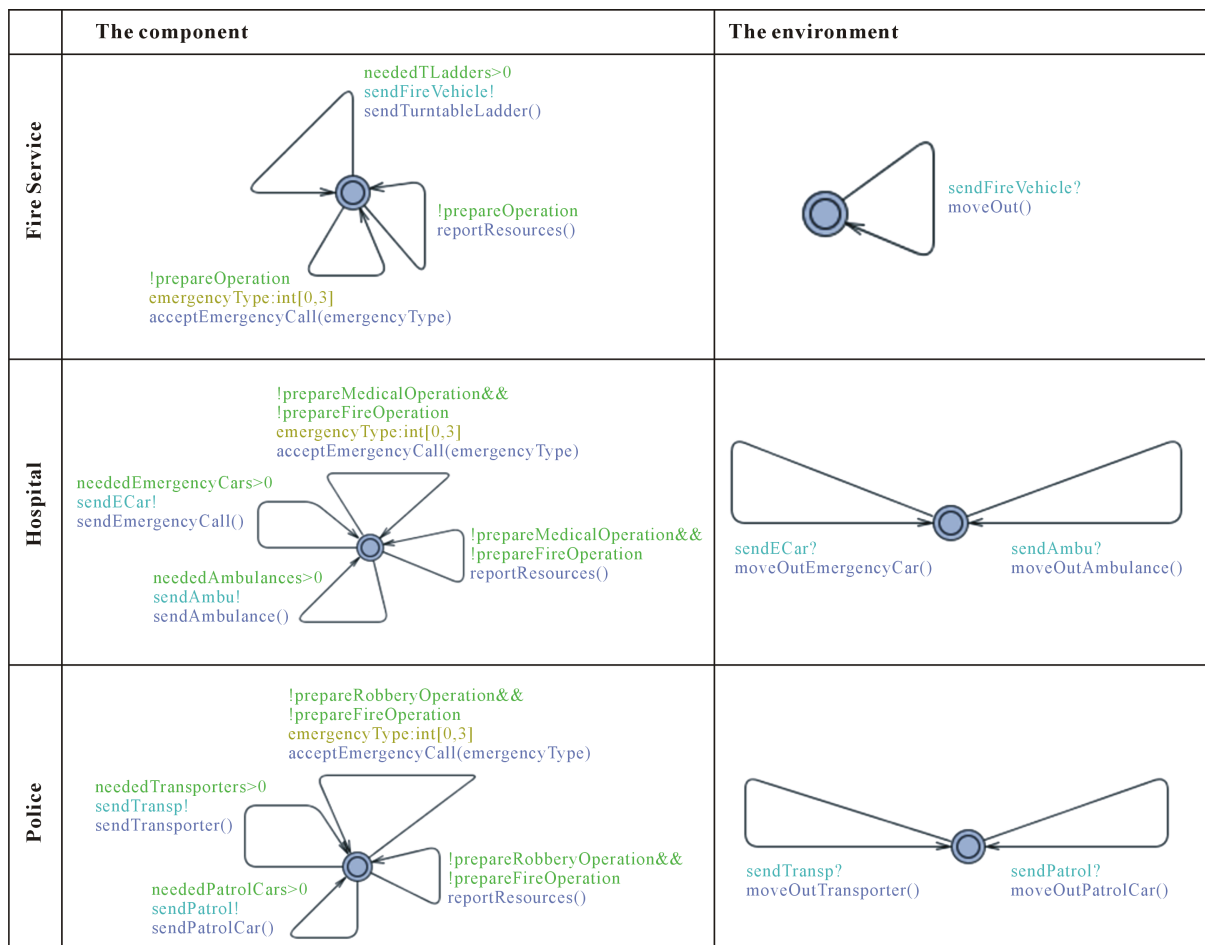 The component
The environment
Fire Service
neededTLadders>0
sendFireVehicle!
sendTurntableLadder()
!prepareOperation
reportResources()
!prepareOperation
emergencyType:int[0,3]
acceptEmergencyCall(emergencyType)
sendFireVehicle?
moveOut()
Hospital
!prepareMedicalOperation&&
!prepareFireOperation
emergencyType:int[0,3]
acceptEmergencyCall(emergencyType)
neededEmergencyCars>0
sendECar!
sendEmergencyCall()
!prepareMedicalOperation&&
!prepareFireOperation
reportResources()
neededAmbulances>0
sendAmbu!
sendAmbulance()
sendECar?
moveOutEmergencyCar()
sendAmbu?
moveOutAmbulance()
Police
!prepareRobberyOperation&&
!prepareFireOperation
emergencyType:int[0,3]
acceptEmergencyCall(emergencyType)
neededTransporters>0
sendTransp!
sendTransporter()
!prepareRobberyOperation&&
!prepareFireOperation
reportResources()
neededPatrolCars>0
sendPatrol!
sendPatrolCar()
sendTransp?
moveOutTransporter()
sendPatrol?
moveOutPatrolCar()